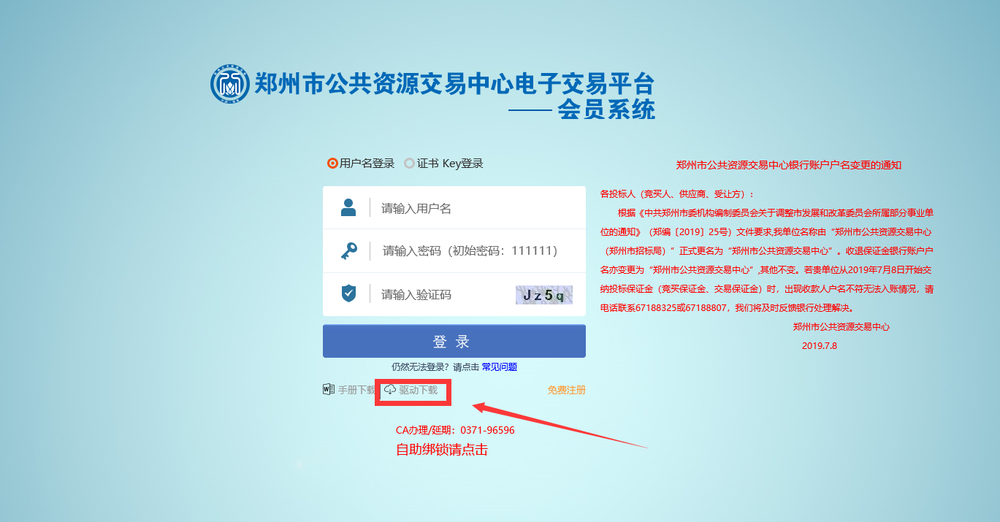 郑州市公共资源交易中心电子交易平台
会员系统
用户名登录 证书 Key登录
请输入用户名
请输入密码（初始密码：111111）
请输入验证码 Jz5q
登 录
仍然无法登录？请点击 常见问题
手册下载 驱动下载 免费注册
CA办理/延期：0371-96596
自助绑锁请点击
郑州市公共资源交易中心银行账户户名变更的通知
各投标人（竞买人、供应商、受让方）：
根据《中共郑州市委机构编制委员会关于调整市发展和改革委员会所属部分事业单
位的通知》（郑编〔2019〕25号）文件要求,我单位名称由“郑州市公共资源交易中心
（郑州市招标局）”正式更名为“郑州市公共资源交易中心”。收退保证金银行账户户
名亦变更为“郑州市公共资源交易中心”,其他不变。若贵单位从2019年7月8日开始交
纳投标保证金（竞买保证金、交易保证金）时，出现收款人户名不符无法入账情况，请
电话联系67188325或67188807，我们将及时反馈银行处理解决。
郑州市公共资源交易中心
2019.7.8